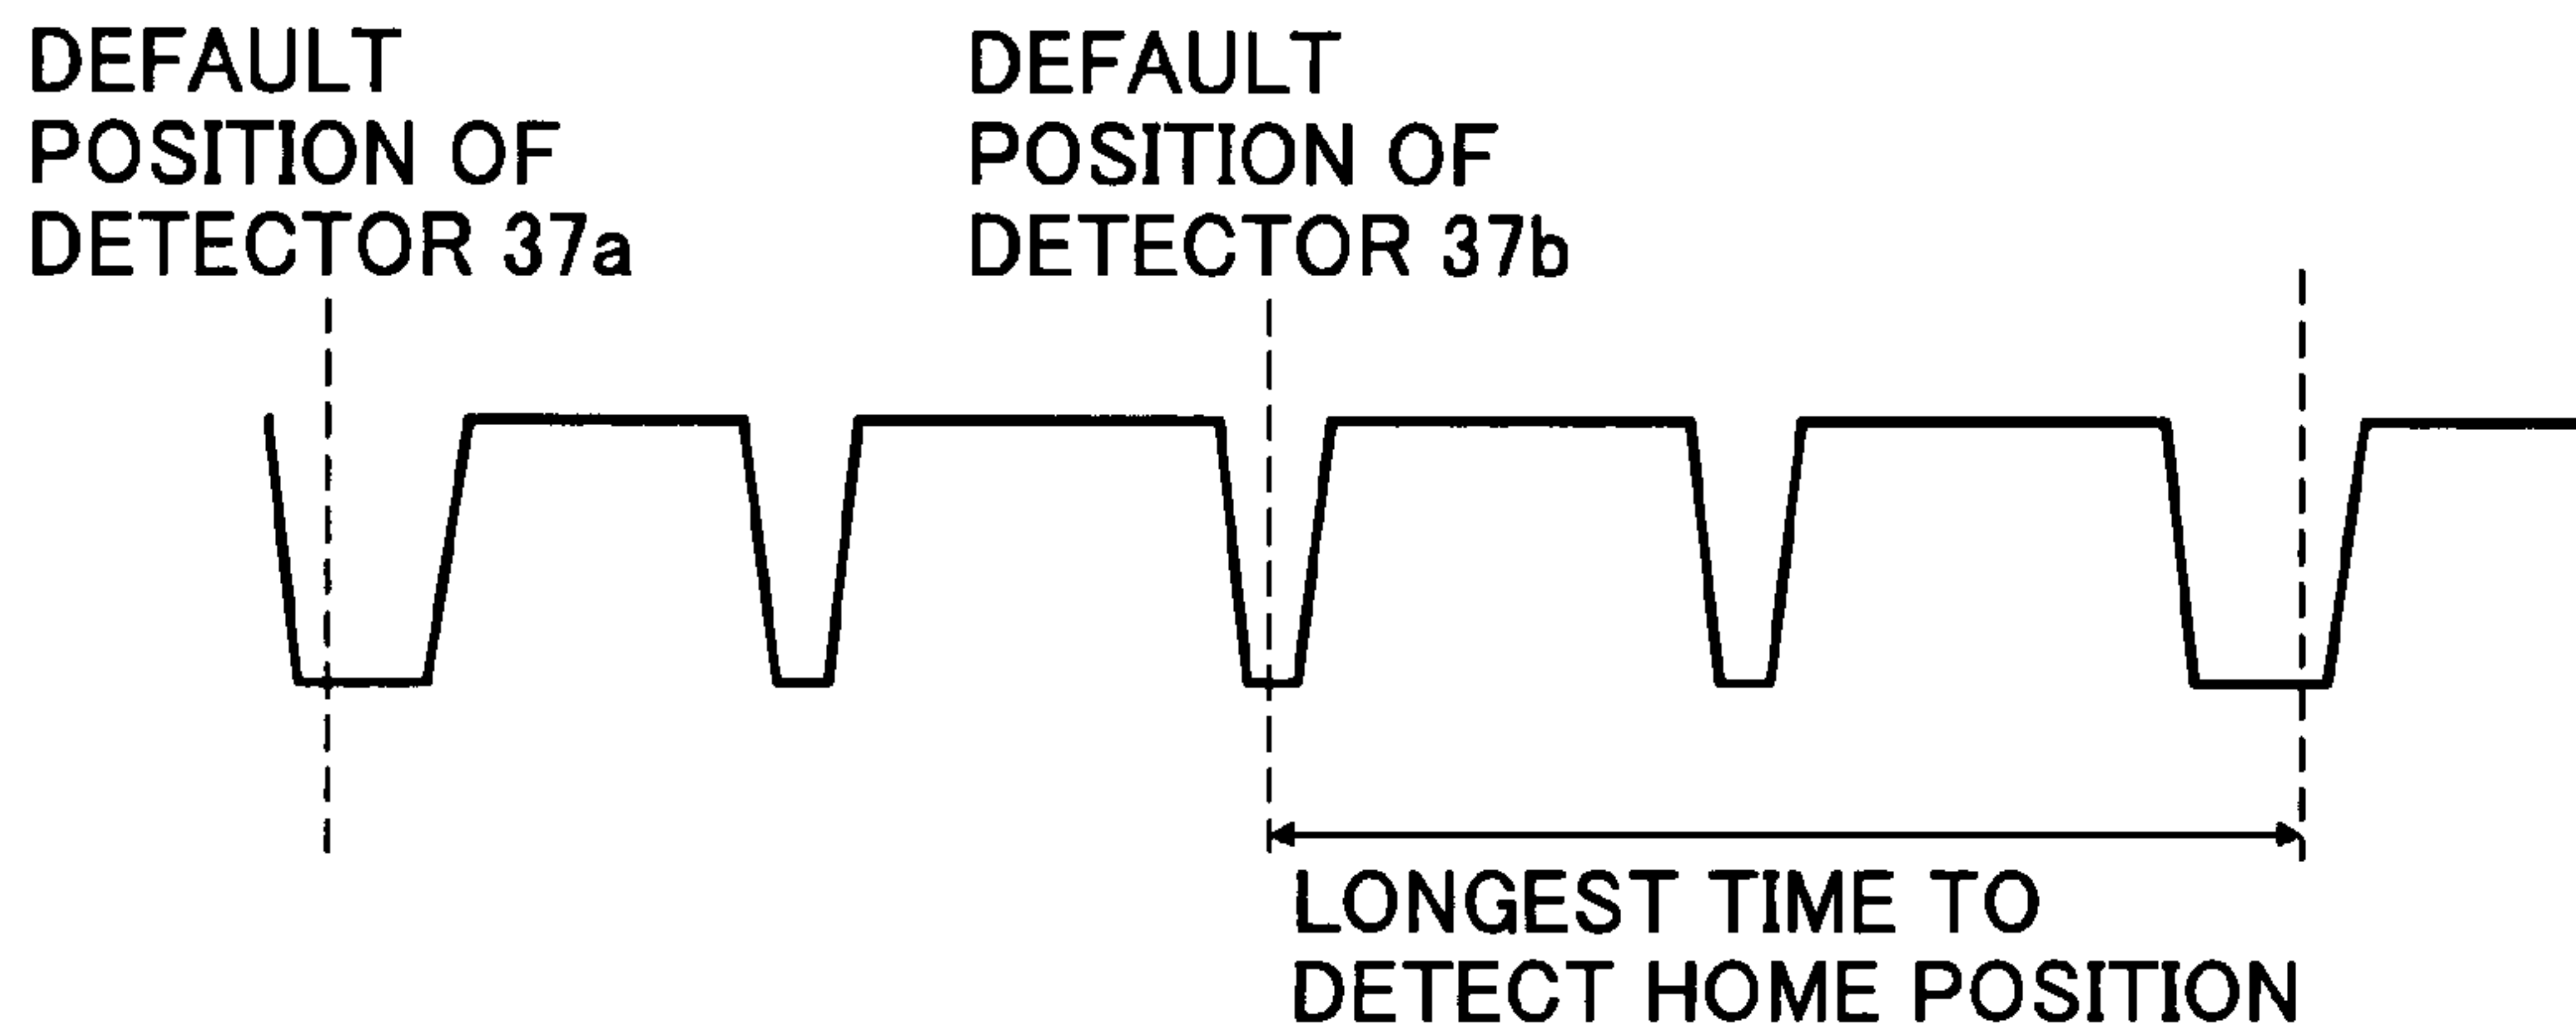 DEFAULT
POSITION OF
DETECTOR 37a
DEFAULT
POSITION OF
DETECTOR 37b
LONGEST TIME TO
DETECT HOME POSITION